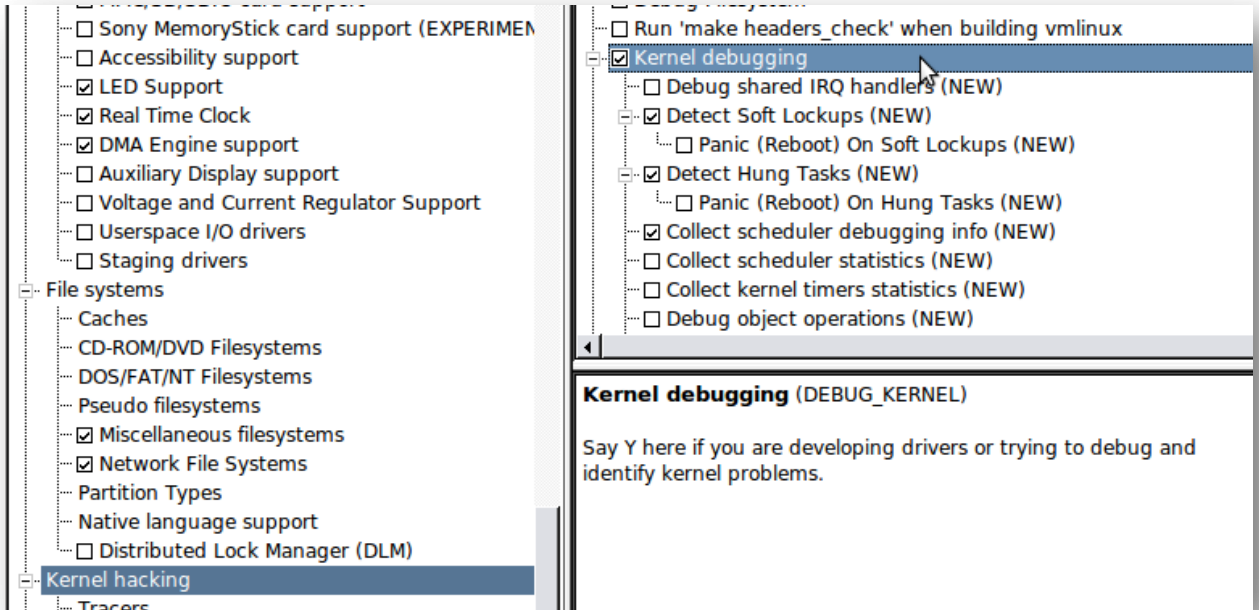 Sony MemoryStick card support (EXPERIMEN
Accessibility support
LED Support
Real Time Clock
DMA Engine support
Auxiliary Display support
Voltage and Current Regulator Support
Userspace I/O drivers
Staging drivers
File systems
Caches
CD-ROM/DVD Filesystems
DOS/FAT/NT Filesystems
Pseudo filesystems
Miscellaneous filesystems
Network File Systems
Partition Types
Native language support
Distributed Lock Manager (DLM)
Kernel hacking
Tracers
Debug Filesystem
Run 'make headers_check' when building vmlinux
Kernel debugging
Debug shared IRQ handlers (NEW)
Detect Soft Lockups (NEW)
Panic (Reboot) On Soft Lockups (NEW)
Detect Hung Tasks (NEW)
Panic (Reboot) On Hung Tasks (NEW)
Collect scheduler debugging info (NEW)
Collect scheduler statistics (NEW)
Collect kernel timers statistics (NEW)
Debug object operations (NEW)
Kernel debugging (DEBUG_KERNEL)
Say Y here if you are developing drivers or trying to debug and
identify kernel problems.